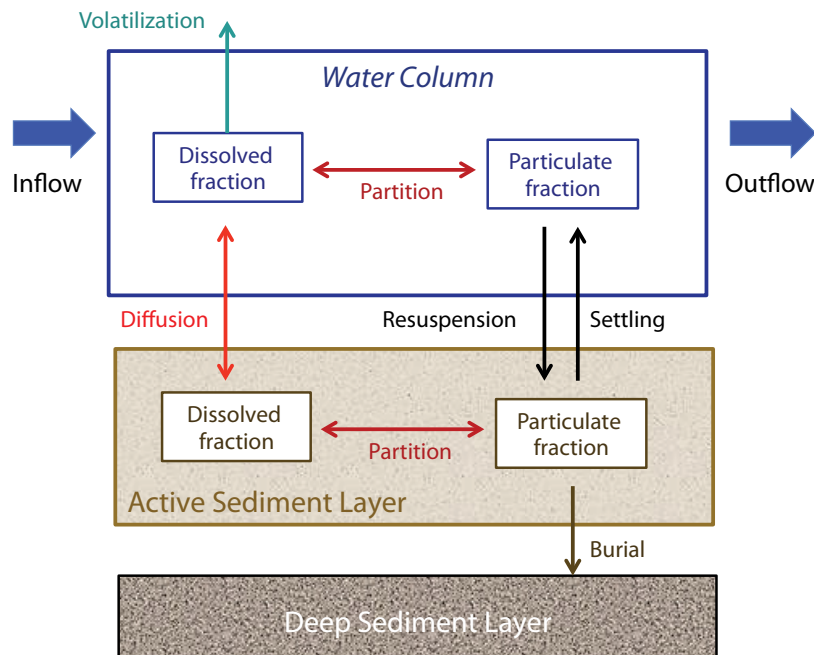 Volatilization
Water Column
Inflow
Dissolved
fraction
Partition
Particulate
fraction
Outflow
Diffusion
Resuspension
Settling
Dissolved
fraction
Partition
Particulate
fraction
Active Sediment Layer
Burial
Deep Sediment Layer